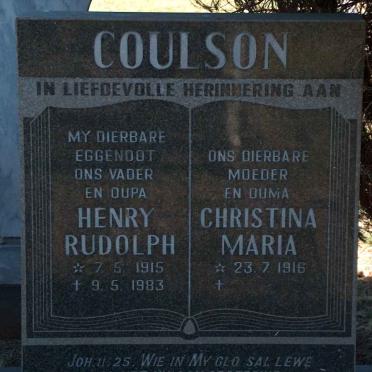 COULSON
IN LIEFDEVOLLE HERINNERING AAN
MY DIERBARE
EGGENOOT
ONS VADER
EN OUPA
HENRY
RUDOLPH
☆ 7.5.1915
✝ 9.5.1983
ONS DIERBARE
MOEDER
EN OUMA
CHRISTINA
MARIA
☆ 23.7.1916
✝
JOH.11:25. WIE IN MY GLO SAL LEWE